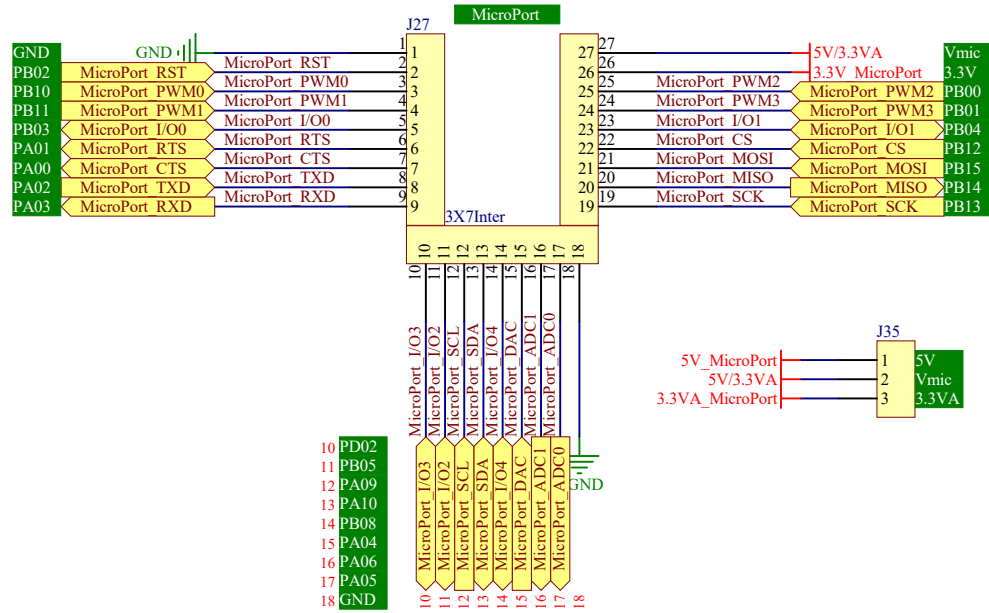 MicroPort
J27
GND GND 1 1 27 27 5V/3.3VA Vmic
PB02 MicroPort_RST MicroPort_RST 2 2 26 26 3.3V_MicroPort 3.3V
PB10 MicroPort_PWM0 MicroPort_PWM0 3 3 25 25 MicroPort_PWM2 MicroPort_PWM2 PB00
PB11 MicroPort_PWM1 MicroPort_PWM1 4 4 24 24 MicroPort_PWM3 MicroPort_PWM3 PB01
PB03 MicroPort_I/O0 MicroPort_I/O0 5 5 23 23 MicroPort_I/O1 MicroPort_I/O1 PB04
PA01 MicroPort_RTS MicroPort_RTS 6 6 22 22 MicroPort_CS MicroPort_CS PB12
PA00 MicroPort_CTS MicroPort_CTS 7 7 21 21 MicroPort_MOSI MicroPort_MOSI PB15
PA02 MicroPort_TXD MicroPort_TXD 8 8 20 20 MicroPort_MISO MicroPort_MISO PB14
PA03 MicroPort_RXD MicroPort_RXD 9 9 19 19 MicroPort_SCK MicroPort_SCK PB13
3X7Inter
10 11 12 13 14 15 16 17 18
10 11 12 13 14 15 16 17 18
MicroPort_I/O3
MicroPort_I/O2
MicroPort_SCL
MicroPort_SDA
MicroPort_I/O4
MicroPort_DAC
MicroPort_ADC1
MicroPort_ADC0
J35
5V_MicroPort 1 5V
5V/3.3VA 2 Vmic
3.3VA_MicroPort 3 3.3VA
10 PD02
11 PB05
12 PA09
13 PA10
14 PB08
15 PA04
16 PA06
17 PA05
18 GND
MicroPort_I/O3
MicroPort_I/O2
MicroPort_SCL
MicroPort_SDA
MicroPort_I/O4
MicroPort_DAC
MicroPort_ADC1
MicroPort_ADC0
GND
10 11 12 13 14 15 16 17 18